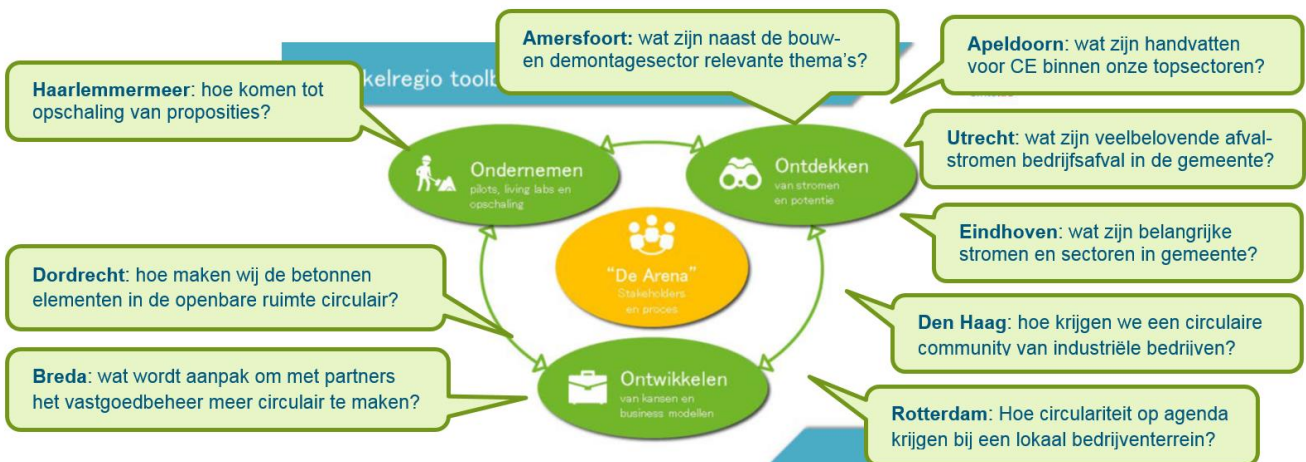 Amersfoort: wat zijn naast de bouw-
en demontagesector relevante thema's?
Apeldoorn: wat zijn handvatten
voor CE binnen onze topsectoren?
kelregio toolb
Haarlemmermeer: hoe komen tot
opschaling van proposities?
Utrecht: wat zijn veelbelovende afval-
stromen bedrijfsafval in de gemeente?
Ondernemen
pilots, living labs en
opschaling
Ontdekken
van stromen
en potentie
Eindhoven: wat zijn belangrijke
stromen en sectoren in gemeente?
"De Arena"
Stakeholders
en proces
Dordrecht: hoe maken wij de betonnen
elementen in de openbare ruimte circulair?
Den Haag: hoe krijgen we een circulaire
community van industriële bedrijven?
Breda: wat wordt aanpak om met partners
het vastgoedbeheer meer circulair te maken?
Ontwikkelen
van kansen en
business modellen
Rotterdam: Hoe circulariteit op agenda
krijgen bij een lokaal bedrijventerrein?